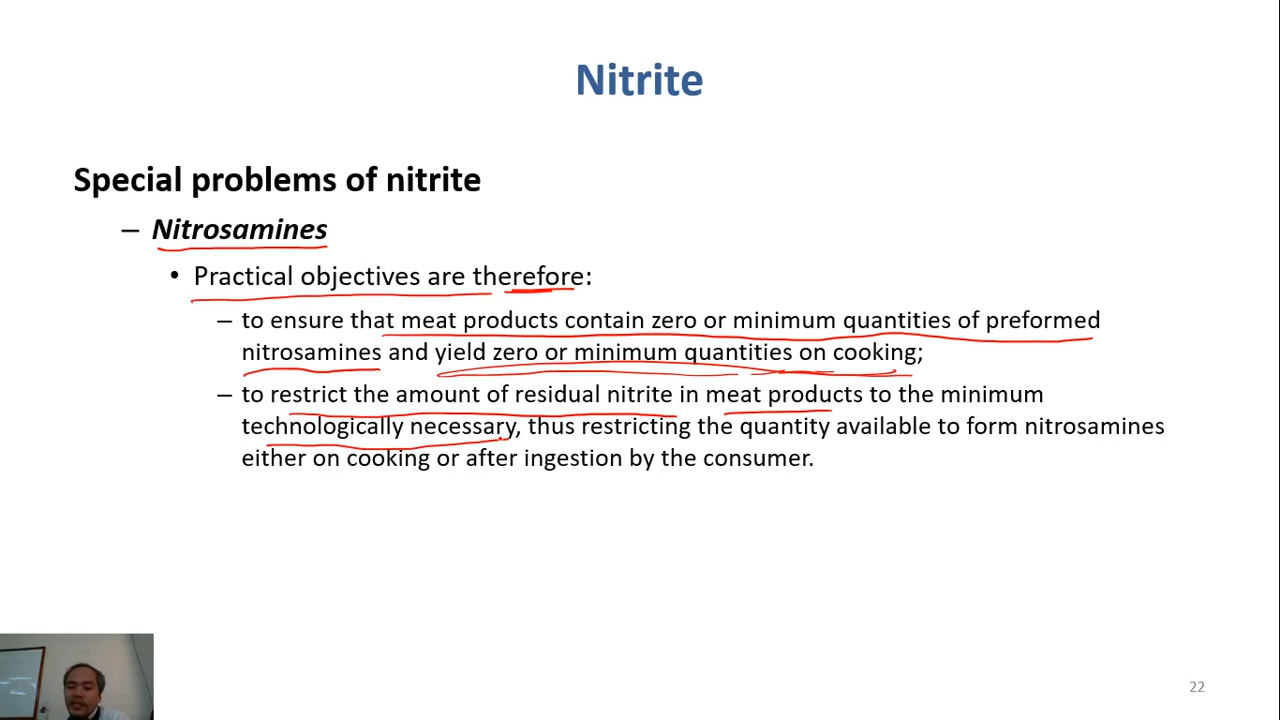 Nitrite
Special problems of nitrite
– Nitrosamines
• Practical objectives are therefore:
– to ensure that meat products contain zero or minimum quantities of preformed
nitrosamines and yield zero or minimum quantities on cooking;
– to restrict the amount of residual nitrite in meat products to the minimum
technologically necessary, thus restricting the quantity available to form nitrosamines
either on cooking or after ingestion by the consumer.
22